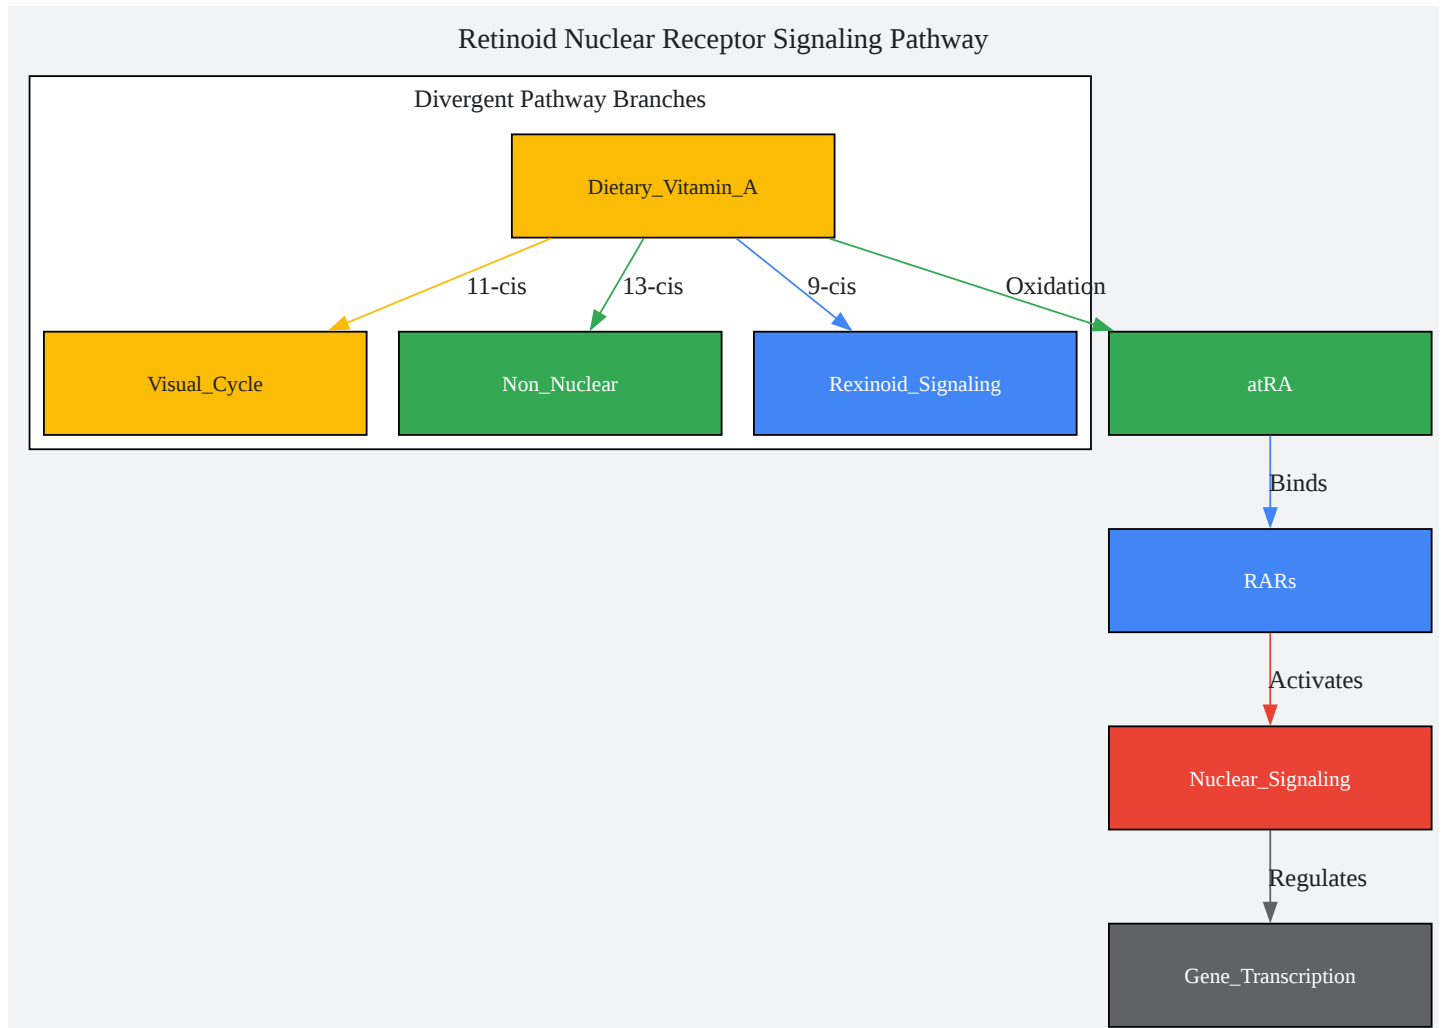 Retinoid Nuclear Receptor Signaling Pathway
Divergent Pathway Branches
Dietary_Vitamin_A
11-cis
13-cis
9-cis
Oxidation
Visual_Cycle
Non_Nuclear
Rexinoid_Signaling
atRA
Binds
RARs
Activates
Nuclear_Signaling
Regulates
Gene_Transcription